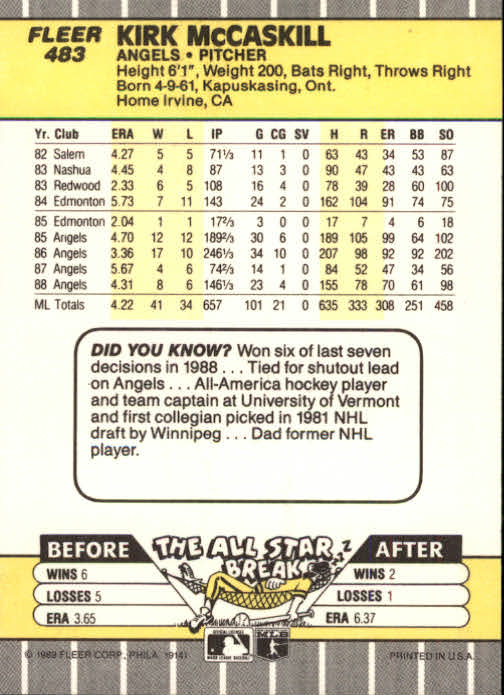 FLEER
483
KIRK McCASKILL
ANGELS • PITCHER
Height 6'1", Weight 200, Bats Right, Throws Right
Born 4-9-61, Kapuskasing, Ont.
Home Irvine, CA
Yr. Club ERA W L IP G CG SV H R ER BB SO
82 Salem 4.27 5 5 71⅓ 11 1 0 63 43 34 53 87
83 Nashua 4.45 4 8 87 13 3 0 90 47 43 43 63
83 Redwood 2.33 6 5 108 16 4 0 78 39 28 60 100
84 Edmonton 5.73 7 11 143 24 2 0 162 104 91 74 75
85 Edmonton 2.04 1 1 17⅔ 3 0 0 17 7 4 6 18
85 Angels 4.70 12 12 189⅔ 30 6 0 189 105 99 64 102
86 Angels 3.36 17 10 246⅓ 34 10 0 207 98 92 92 202
87 Angels 5.67 4 6 74⅔ 14 1 0 84 52 47 34 56
88 Angels 4.31 8 6 146⅓ 23 4 0 155 78 70 61 98
ML Totals 4.22 41 34 657 101 21 0 635 333 308 251 458
DID YOU KNOW? Won six of last seven
decisions in 1988 . . . Tied for shutout lead
on Angels . . . All-America hockey player
and team captain at University of Vermont
and first collegian picked in 1981 NHL
draft by Winnipeg . . . Dad former NHL
player.
BEFORE THE ALL STAR BREAK AFTER
WINS 6 WINS 2
LOSSES 5 LOSSES 1
ERA 3.65 ERA 6.37
© 1989 FLEER CORP., PHILA. 19141 PRINTED IN U.S.A.